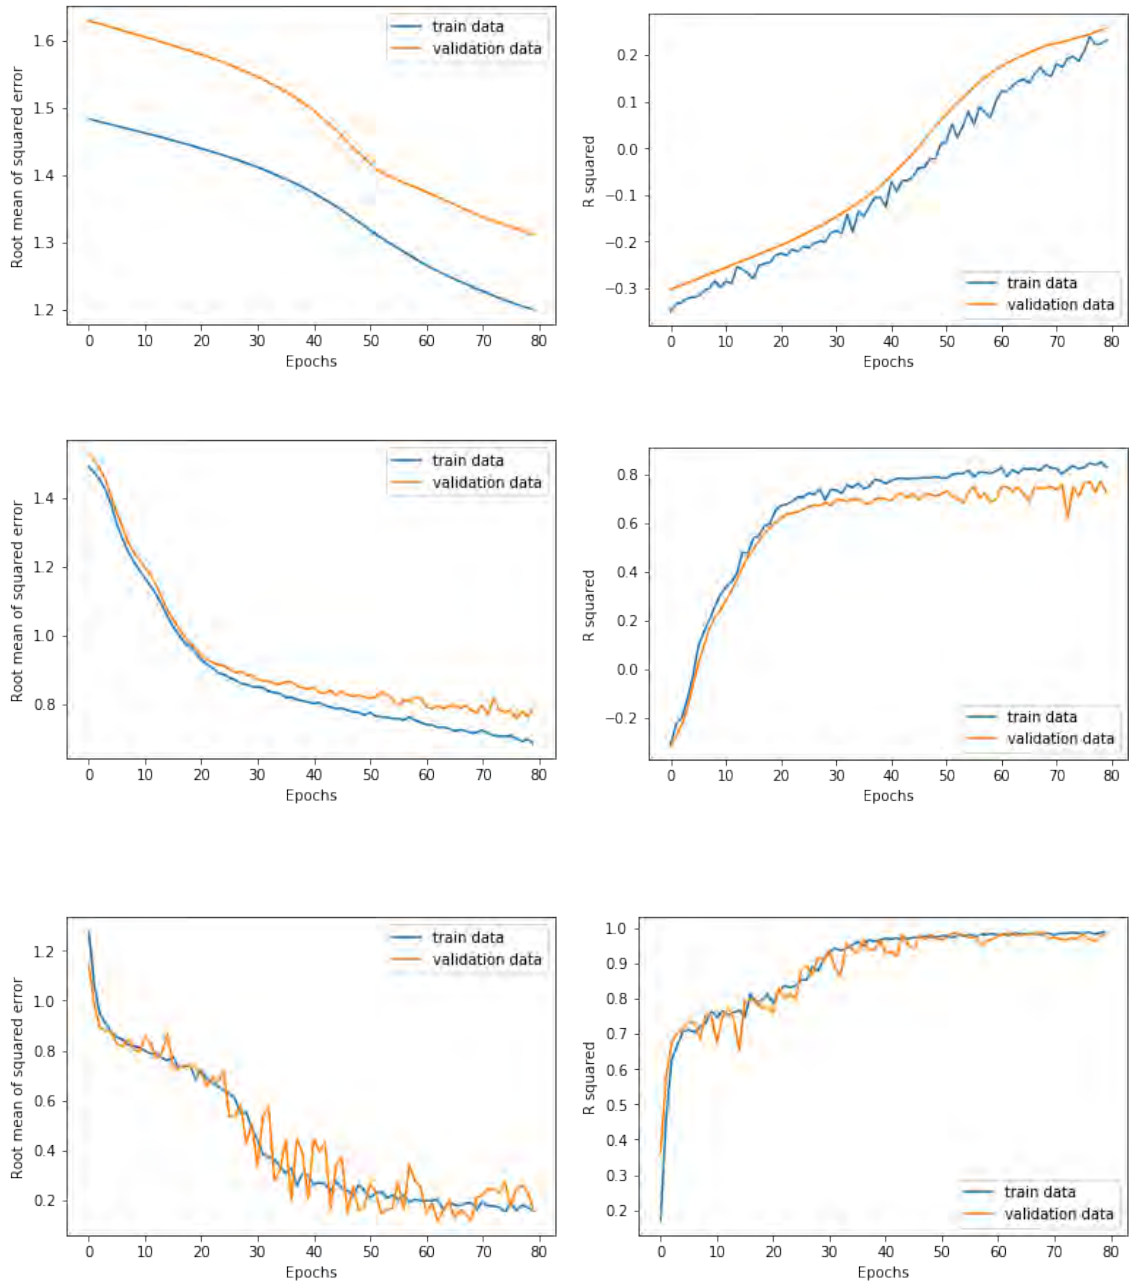 Root mean of squared error
1.6
1.5
1.4
1.3
1.2
train data
validation data
0 10 20 30 40 50 60 70 80
Epochs
R squared
0.2
0.1
0.0
−0.1
−0.2
−0.3
train data
validation data
0 10 20 30 40 50 60 70 80
Epochs
Root mean of squared error
1.4
1.2
1.0
0.8
train data
validation data
0 10 20 30 40 50 60 70 80
Epochs
R squared
0.8
0.6
0.4
0.2
0.0
−0.2
train data
validation data
0 10 20 30 40 50 60 70 80
Epochs
Root mean of squared error
1.2
1.0
0.8
0.6
0.4
0.2
train data
validation data
0 10 20 30 40 50 60 70 80
Epochs
R squared
1.0
0.9
0.8
0.7
0.6
0.5
0.4
0.3
0.2
train data
validation data
0 10 20 30 40 50 60 70 80
Epochs